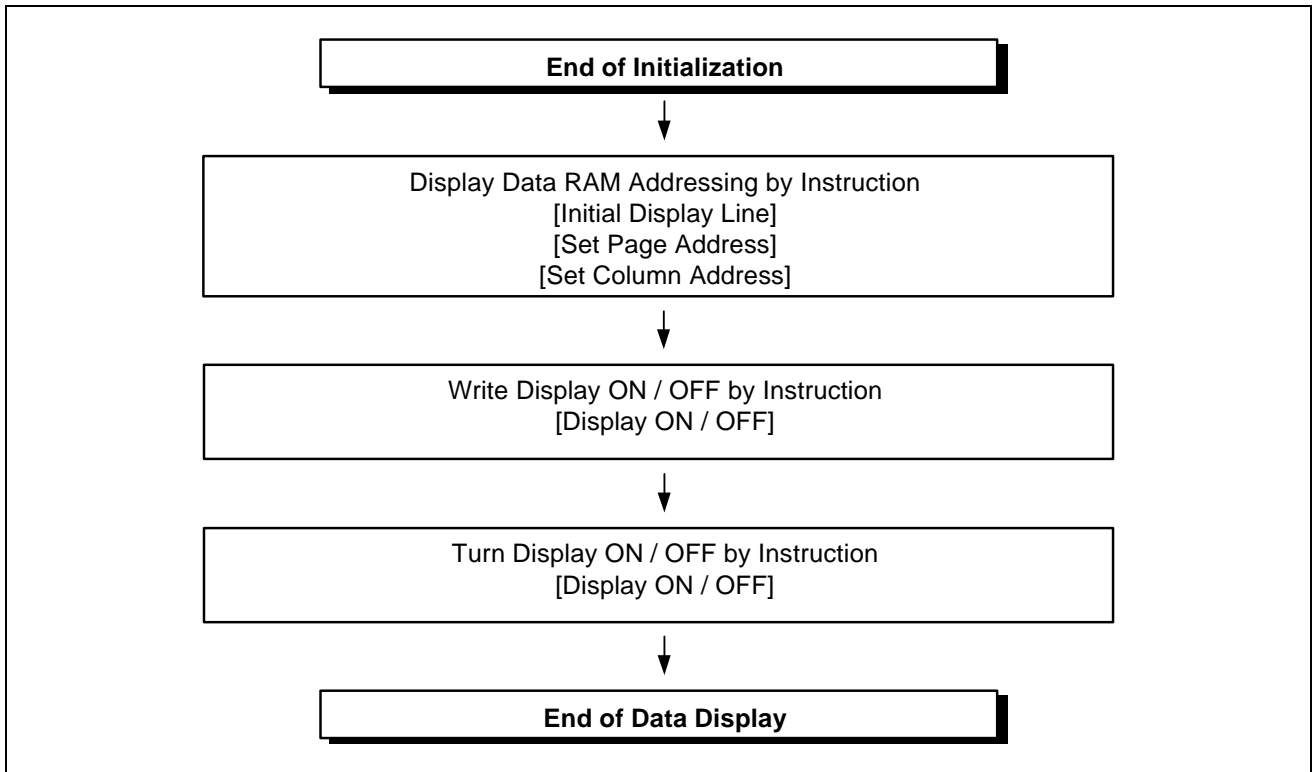 End of Initialization
Display Data RAM Addressing by Instruction
[Initial Display Line]
[Set Page Address]
[Set Column Address]
Write Display ON / OFF by Instruction
[Display ON / OFF]
Turn Display ON / OFF by Instruction
[Display ON / OFF]
End of Data Display